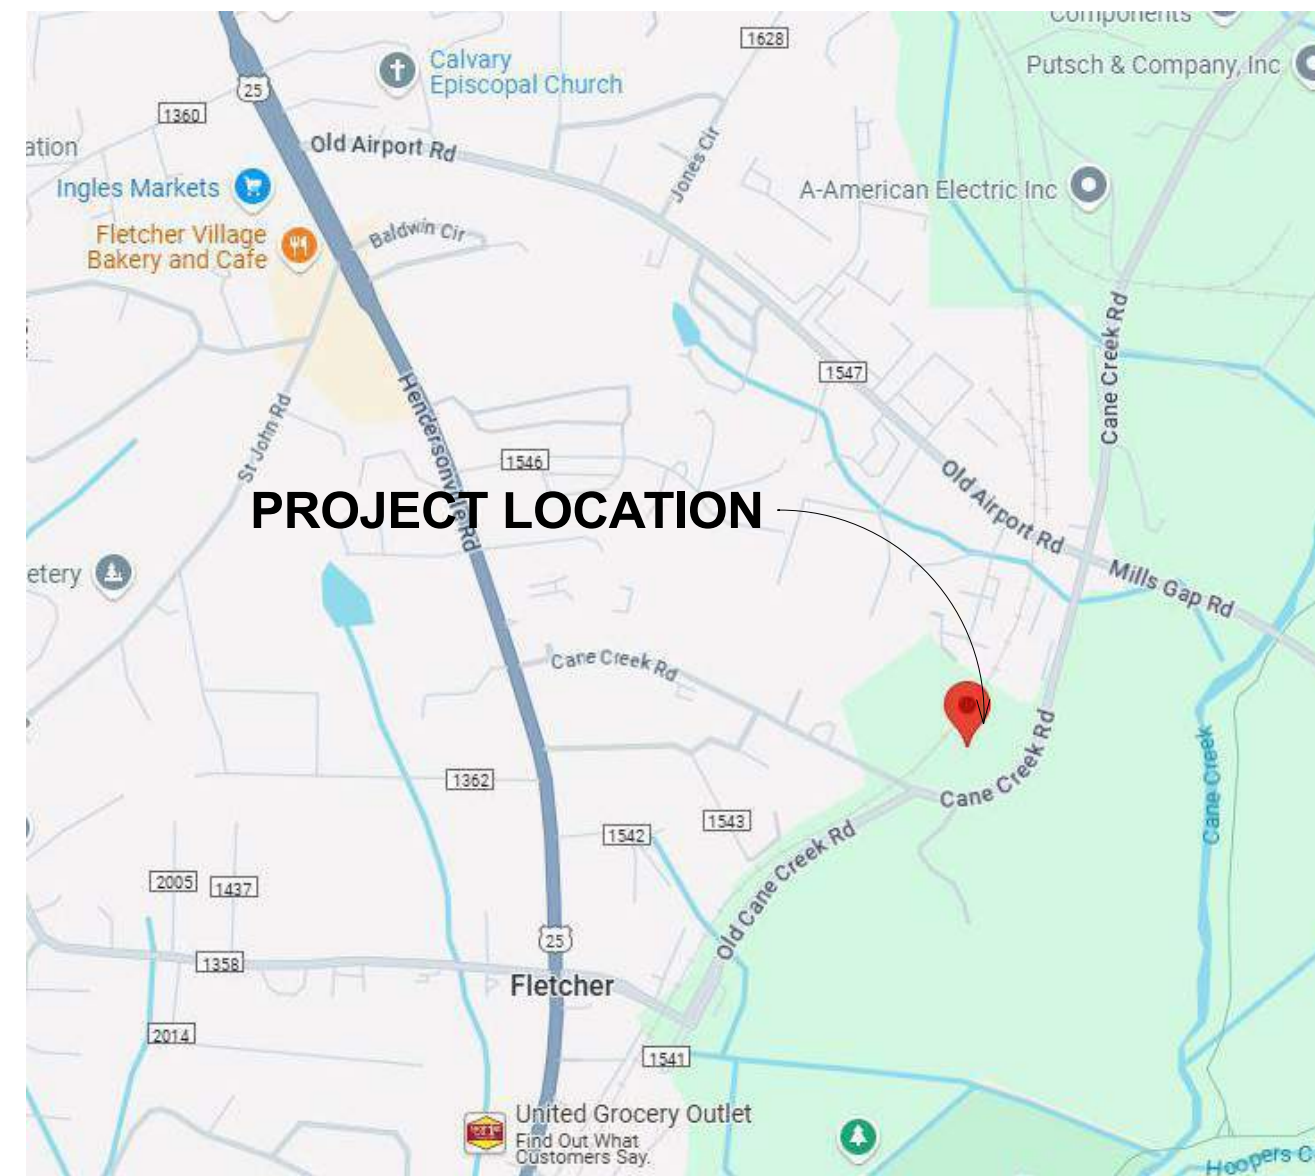 Components
1628
Putsch & Company, Inc
Calvary
Episcopal Church
25
1360
Old Airport Rd
Jones Cir
ation
Ingles Markets
A-American Electric Inc
Fletcher Village
Bakery and Cafe
Baldwin Cir
Cane Creek Rd
1547
Hendersonville Rd
St John Rd
1546
Old Airport Rd
PROJECT LOCATION
Mills Gap Rd
etery
Cane Creek Rd
Cane Creek Rd
Cane Creek Rd
Cane Creek
1362
1543
1542
Old Cane Creek Rd
2005
1437
25
1358
Fletcher
2014
1541
United Grocery Outlet
Find Out What
Customers Say.
Hoopers C